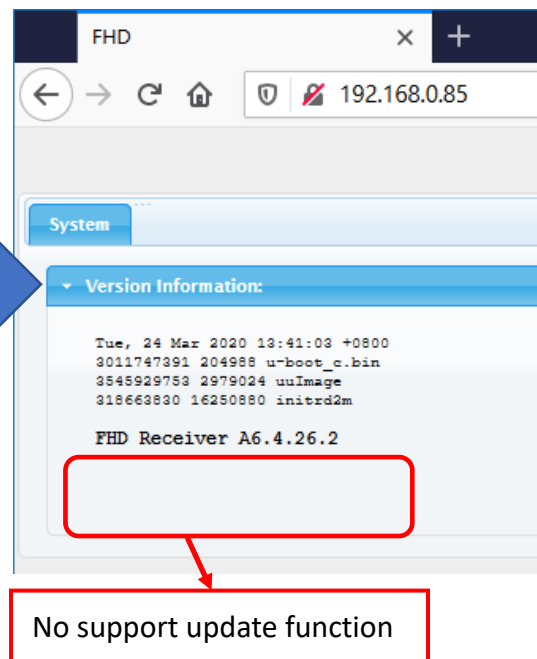 FHD
192.168.0.85
System
Version Information:
Tue, 24 Mar 2020 13:41:03 +0800
3011747391 204988 u-boot_c.bin
3545929753 2979024 uuImage
318663830 16250880 initrd2m
FHD Receiver A6.4.26.2
No support update function